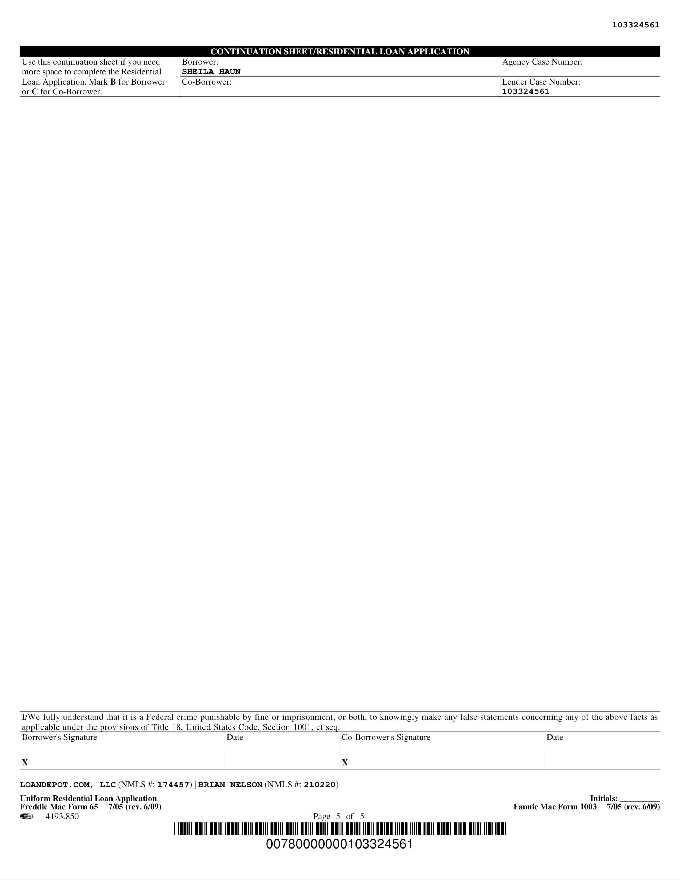 103324561
CONTINUATION SHEET/RESIDENTIAL LOAN APPLICATION
Use this continuation sheet if you need more space to complete the Residential Loan Application. Mark B for Borrower or C for Co-Borrower.
Borrower:
SHEILA HAUN
Agency Case Number:
Co-Borrower:
Lender Case Number:
103324561
I/We fully understand that it is a Federal crime punishable by fine or imprisonment, or both, to knowingly make any false statements concerning any of the above facts as
applicable under the provisions of Title 18, United States Code, Section 1001, et seq.
Borrower's Signature Date Co-Borrower's Signature Date
X X
LOANDEPOT.COM, LLC (NMLS #: 174457) | BRIAN NELSON (NMLS #: 210220)
Uniform Residential Loan Application Initials: __________
Freddie Mac Form 65 7/05 (rev. 6/09) Fannie Mae Form 1003 7/05 (rev. 6/09)
4193.850 Page 5 of 5
00780000000103324561